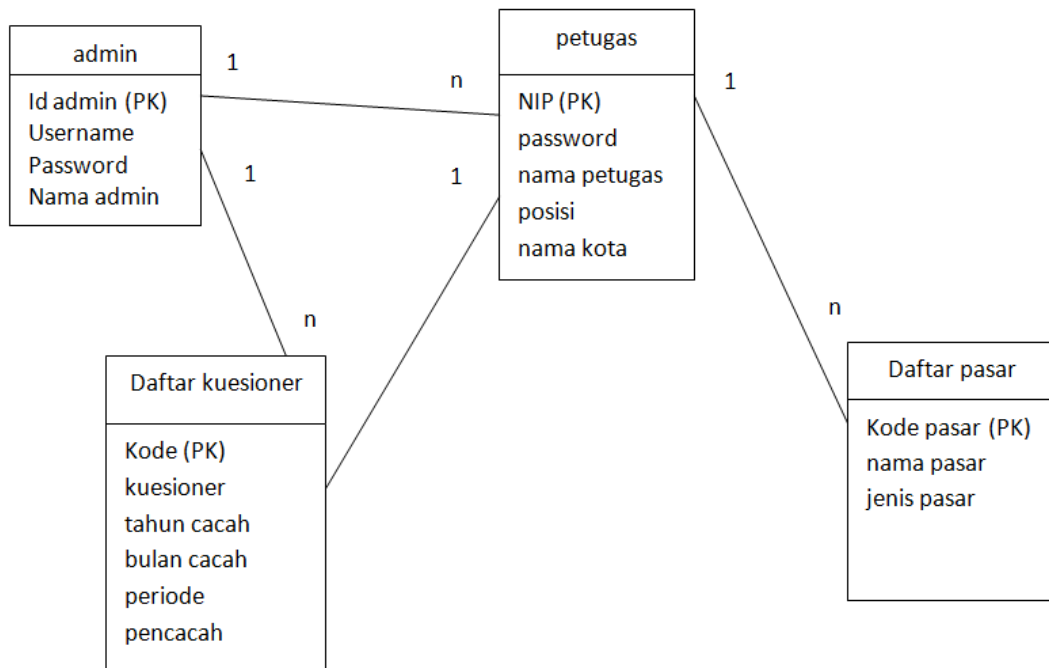 admin
Id admin (PK)
Username
Password
Nama admin
1
n
1
n
petugas
NIP (PK)
password
nama petugas
posisi
nama kota
1
1
n
Daftar kuesioner
Kode (PK)
kuesioner
tahun cacah
bulan cacah
periode
pencacah
Daftar pasar
Kode pasar (PK)
nama pasar
jenis pasar